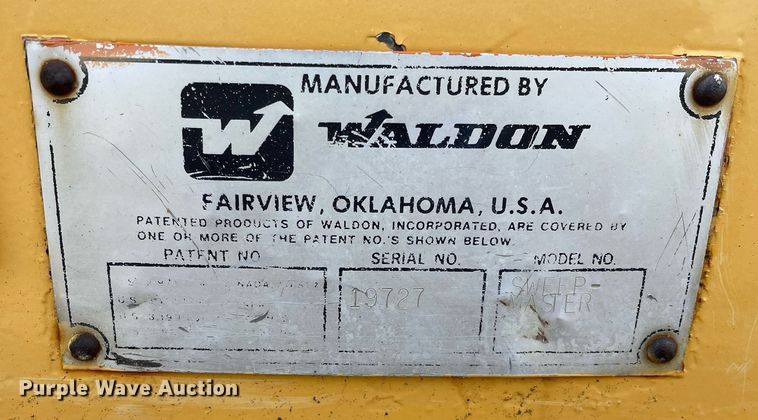 MANUFACTURED BY
W WALDON
FAIRVIEW, OKLAHOMA, U.S.A.
PATENTED PRODUCTS OF WALDON, INCORPORATED, ARE COVERED BY
ONE OR MORE OF THE PATENT NO.'S SHOWN BELOW.
PATENT NO. SERIAL NO. MODEL NO.
19727 SWEEP-
MASTER
Purple Wave Auction